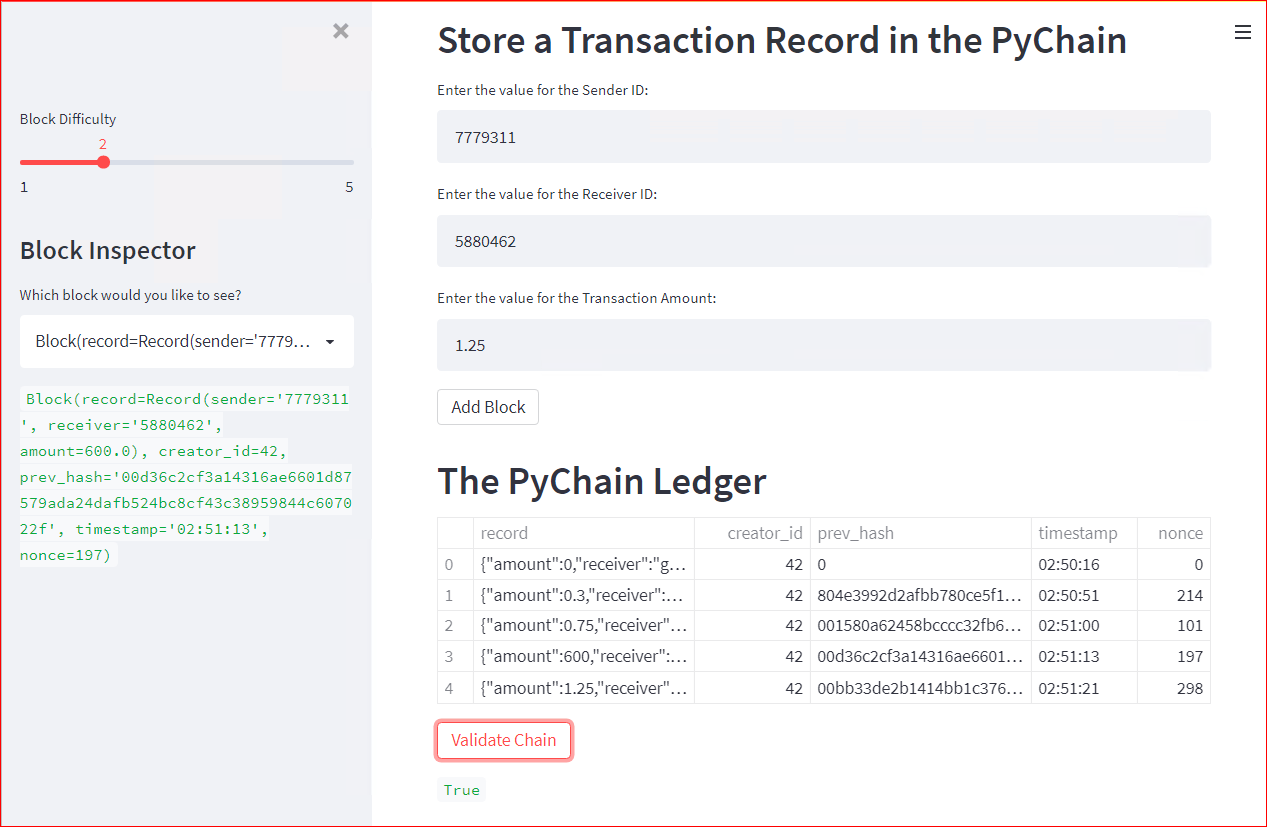 ×
Block Difficulty
2
1 5
Block Inspector
Which block would you like to see?
Block(record=Record(sender='7779...
Block(record=Record(sender='7779311
', receiver='5880462',
amount=600.0), creator_id=42,
prev_hash='00d36c2cf3a14316ae6601d87
579ada24dafb524bc8cf43c38959844c6070
22f', timestamp='02:51:13',
nonce=197)
Store a Transaction Record in the PyChain
Enter the value for the Sender ID:
7779311
Enter the value for the Receiver ID:
5880462
Enter the value for the Transaction Amount:
1.25
Add Block
The PyChain Ledger
record creator_id prev_hash timestamp nonce
0 {"amount":0,"receiver":"g... 42 0 02:50:16 0
1 {"amount":0.3,"receiver":... 42 804e3992d2afbb780ce5f1... 02:50:51 214
2 {"amount":0.75,"receiver"... 42 001580a62458bcccc32fb6... 02:51:00 101
3 {"amount":600,"receiver":... 42 00d36c2cf3a14316ae6601... 02:51:13 197
4 {"amount":1.25,"receiver"... 42 00bb33de2b1414bb1c376... 02:51:21 298
Validate Chain
True